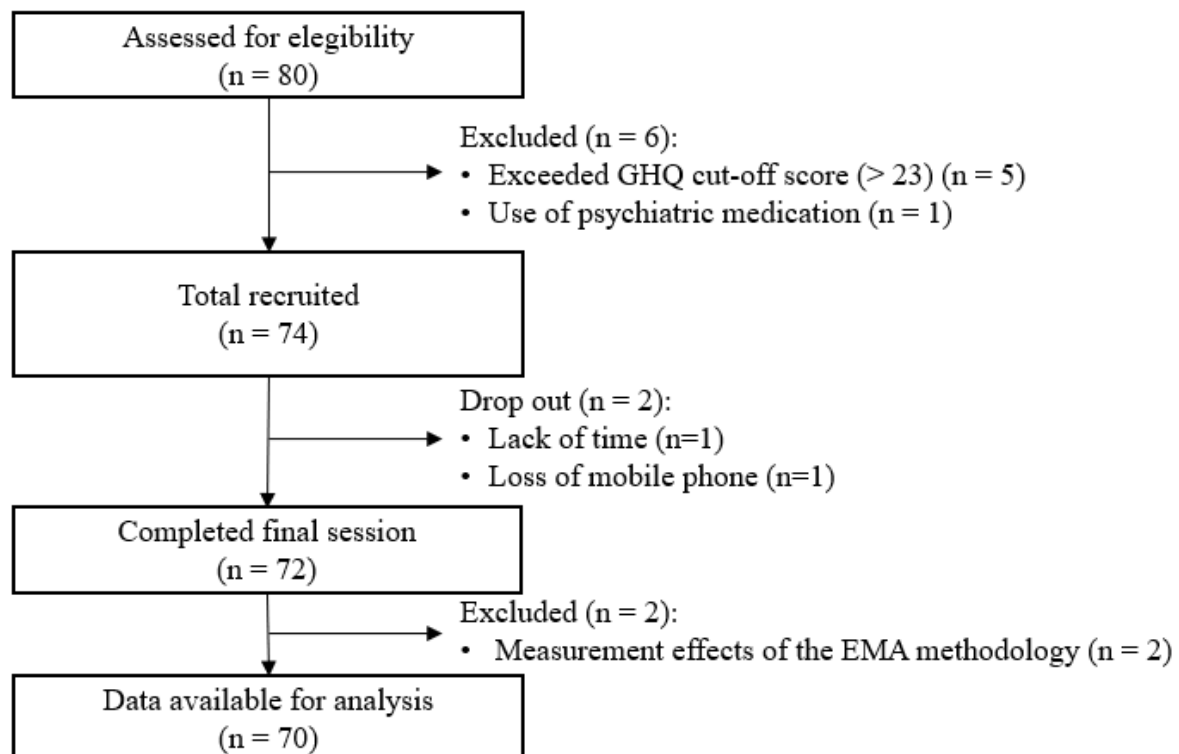 Assessed for elegibility
(n = 80)
Excluded (n = 6):
• Exceeded GHQ cut-off score (> 23) (n = 5)
• Use of psychiatric medication (n = 1)
Total recruited
(n = 74)
Drop out (n = 2):
• Lack of time (n=1)
• Loss of mobile phone (n=1)
Completed final session
(n = 72)
Excluded (n = 2):
• Measurement effects of the EMA methodology (n = 2)
Data available for analysis
(n = 70)